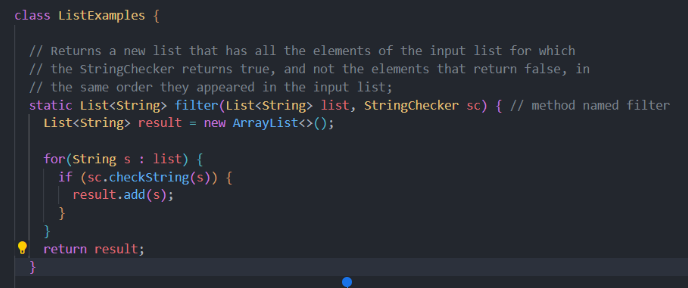 class ListExamples {
// Returns a new list that has all the elements of the input list for which
// the StringChecker returns true, and not the elements that return false, in
// the same order they appeared in the input list;
static List<String> filter(List<String> list, StringChecker sc) { // method named filter
List<String> result = new ArrayList<>();
for(String s : list) {
if (sc.checkString(s)) {
result.add(s);
}
}
return result;
}